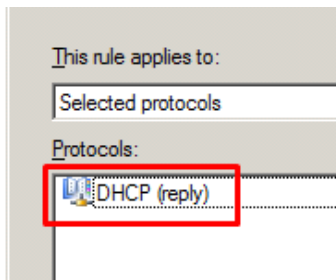 This rule applies to:
Selected protocols
Protocols:
DHCP (reply)